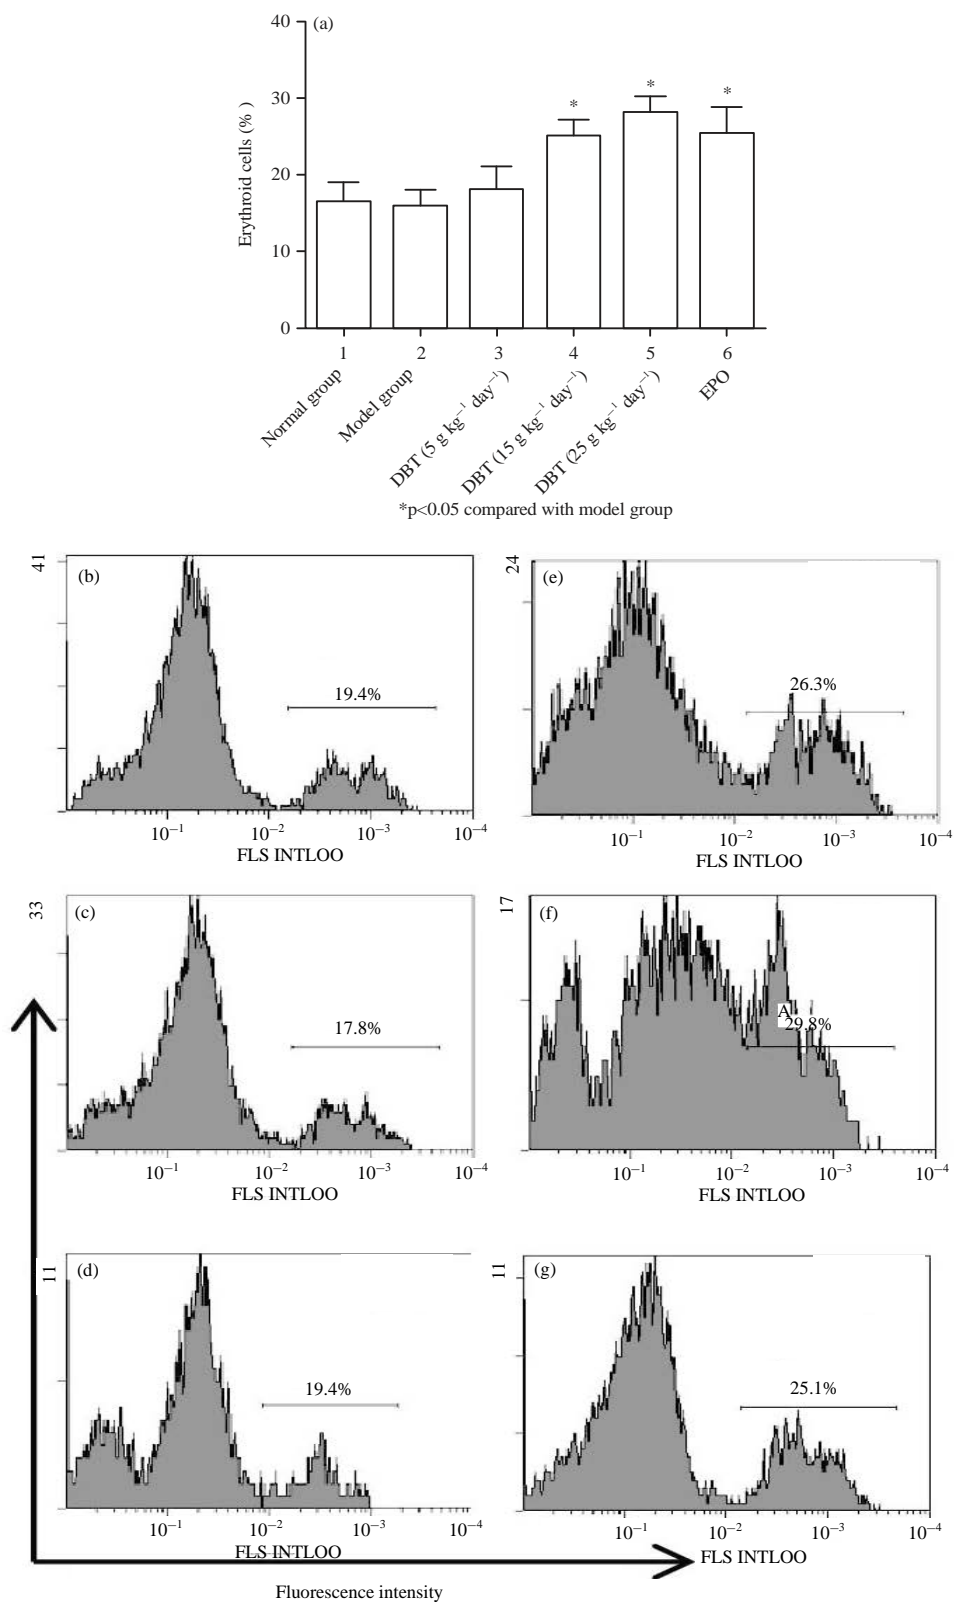 (a)
40
30
20
10
0
Erythroid cells (% )
1 2 3 4 5 6
Normal group
Model group
DBT (5 g kg⁻¹ day⁻¹)
DBT (15 g kg⁻¹ day⁻¹)
DBT (25 g kg⁻¹ day⁻¹)
EPO
* * *
*p<0.05 compared with model group
41
(b)
19.4%
10⁻¹ 10⁻² 10⁻³ 10⁻⁴
FLS INTLOO
24
(e)
26.3%
10⁻¹ 10⁻² 10⁻³ 10⁻⁴
FLS INTLOO
33
(c)
17.8%
10⁻¹ 10⁻² 10⁻³ 10⁻⁴
FLS INTLOO
17
(f)
A
29.8%
10⁻¹ 10⁻² 10⁻³ 10⁻⁴
FLS INTLOO
11
(d)
19.4%
10⁻¹ 10⁻² 10⁻³ 10⁻⁴
FLS INTLOO
11
(g)
25.1%
10⁻¹ 10⁻² 10⁻³ 10⁻⁴
FLS INTLOO
Fluorescence intensity